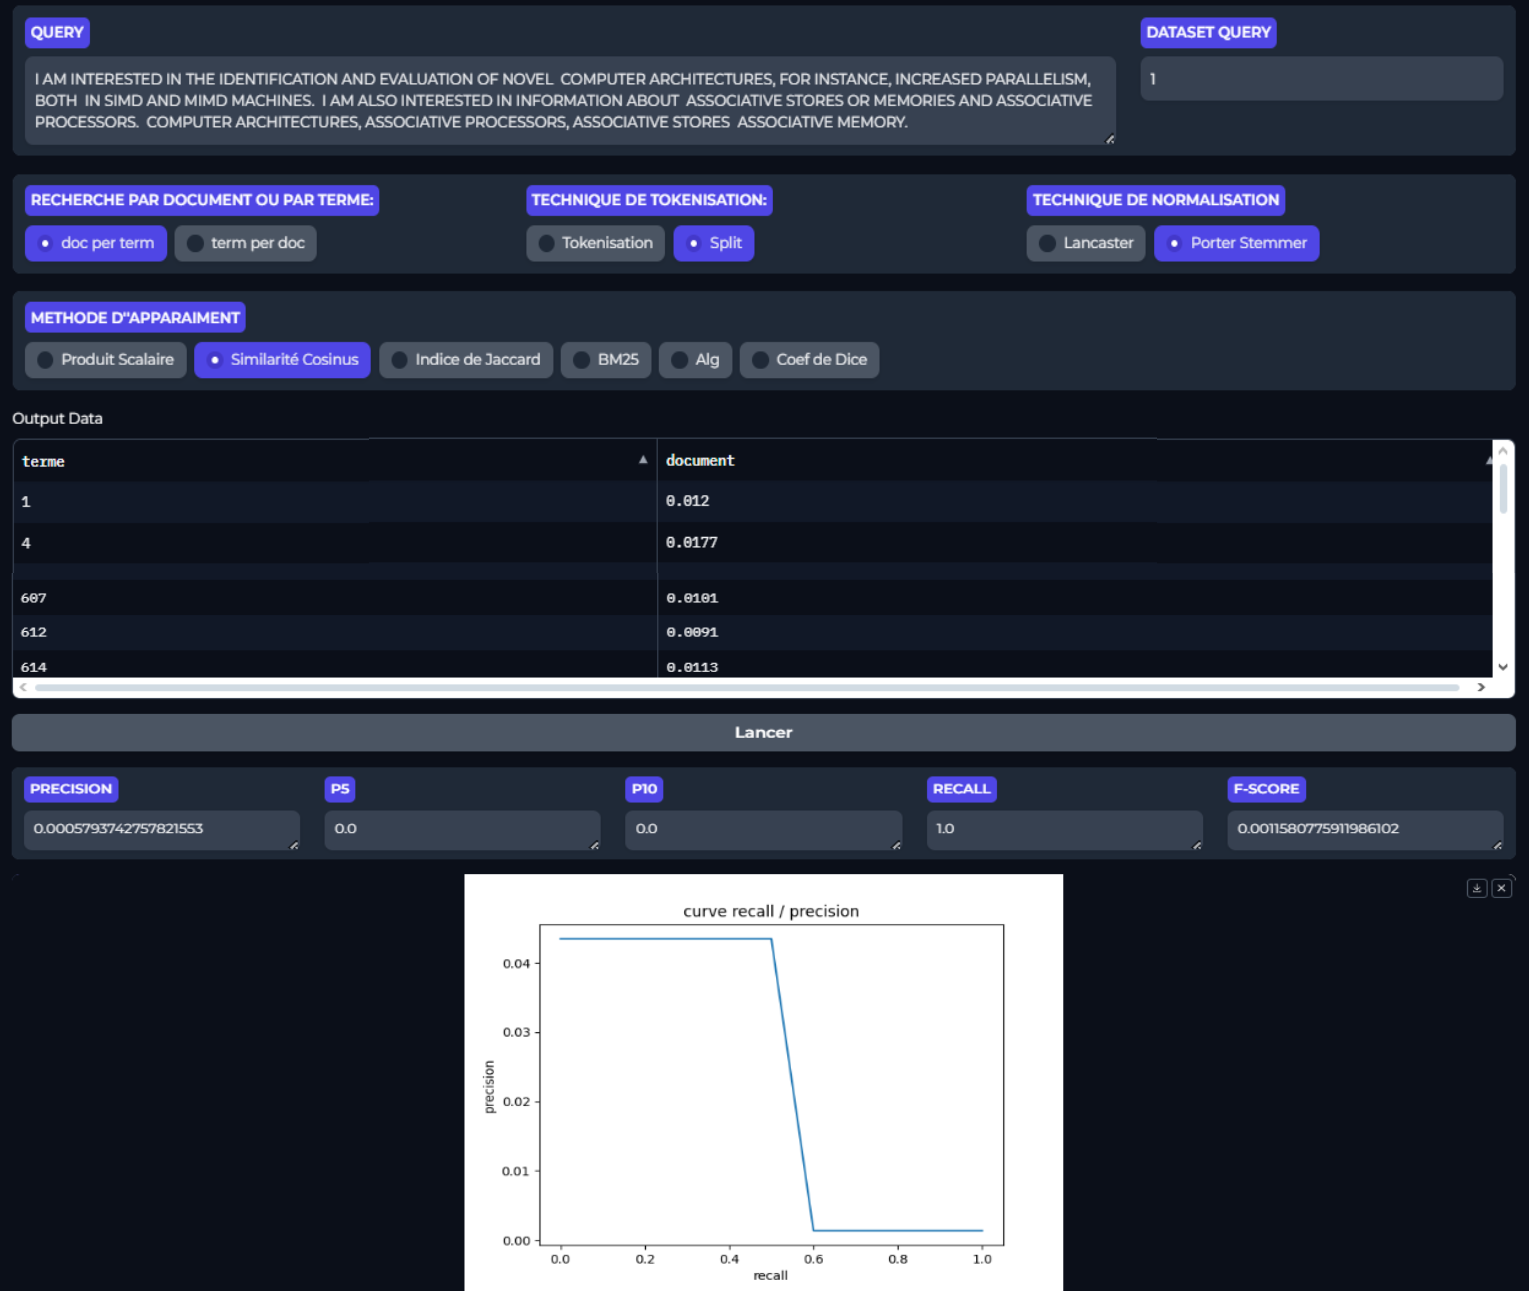 QUERY
DATASET QUERY
I AM INTERESTED IN THE IDENTIFICATION AND EVALUATION OF NOVEL  COMPUTER ARCHITECTURES, FOR INSTANCE, INCREASED PARALLELISM,
BOTH  IN SIMD AND MIMD MACHINES.  I AM ALSO INTERESTED IN INFORMATION ABOUT  ASSOCIATIVE STORES OR MEMORIES AND ASSOCIATIVE
PROCESSORS.  COMPUTER ARCHITECTURES, ASSOCIATIVE PROCESSORS, ASSOCIATIVE STORES  ASSOCIATIVE MEMORY.
1
RECHERCHE PAR DOCUMENT OU PAR TERME:
TECHNIQUE DE TOKENISATION:
TECHNIQUE DE NORMALISATION
doc per term
term per doc
Tokenisation
Split
Lancaster
Porter Stemmer
METHODE D"APPARAIMENT
Produit Scalaire
Similarité Cosinus
Indice de Jaccard
BM25
Alg
Coef de Dice
Output Data
terme document
1 0.012
4 0.0177
607 0.0101
612 0.0091
614 0.0113
Lancer
PRECISION
P5
P10
RECALL
F-SCORE
0.0005793742757821553
0.0
0.0
1.0
0.0011580775911986102
curve recall / precision
0.04
0.03
0.02
0.01
0.00
precision
0.0 0.2 0.4 0.6 0.8 1.0
recall